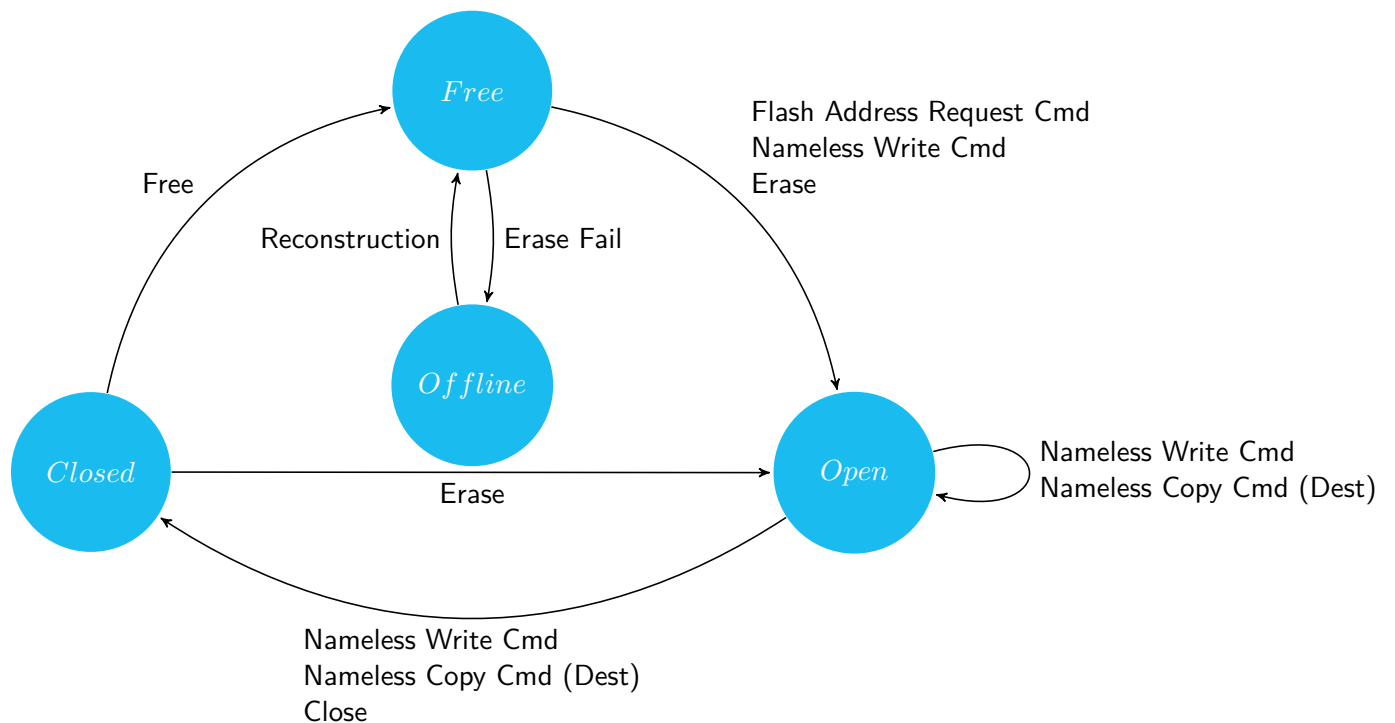 Free
Flash Address Request Cmd
Nameless Write Cmd
Erase
Free
Reconstruction
Erase Fail
Offline
Closed
Erase
Open
Nameless Write Cmd
Nameless Copy Cmd (Dest)
Nameless Write Cmd
Nameless Copy Cmd (Dest)
Close